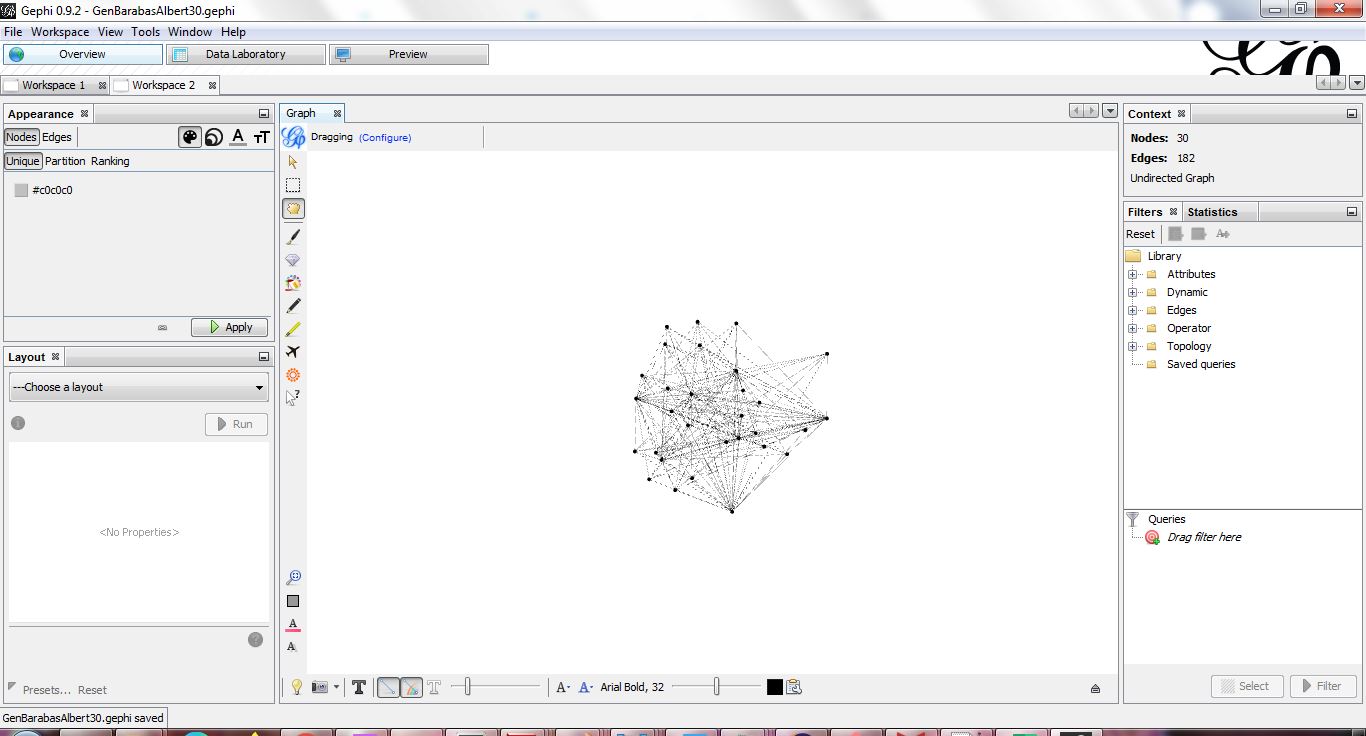 Gephi 0.9.2 - GenBarabasAlbert30.gephi
File Workspace View Tools Window Help
Overview Data Laboratory Preview
Workspace 1 Workspace 2
Appearance
Nodes Edges
Unique Partition Ranking
#c0c0c0
Apply
Layout
---Choose a layout
Run
<No Properties>
Presets... Reset
GenBarabasAlbert30.gephi saved
Graph
Dragging (Configure)
Arial Bold, 32
Context
Nodes: 30
Edges: 182
Undirected Graph
Filters Statistics
Reset
Library
Attributes
Dynamic
Edges
Operator
Topology
Saved queries
Queries
Drag filter here
Select Filter